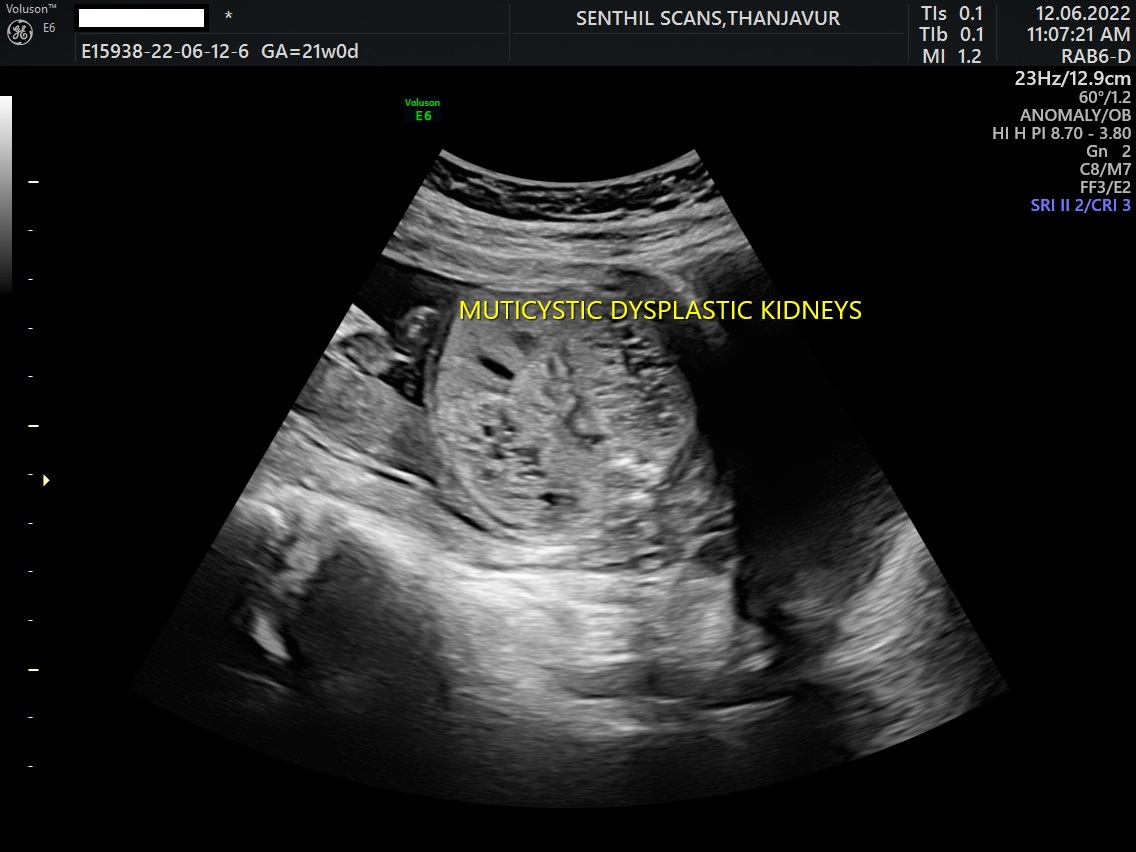 Voluson™
E6
*
E15938-22-06-12-6 GA=21w0d
SENTHIL SCANS,THANJAVUR
TIs 0.1
TIb 0.1
MI 1.2
12.06.2022
11:07:21 AM
RAB6-D
23Hz/12.9cm
60°/1.2
ANOMALY/OB
HI H PI 8.70 - 3.80
Gn 2
C8/M7
FF3/E2
SRI II 2/CRI 3
Voluson
E6
MUTICYSTIC DYSPLASTIC KIDNEYS